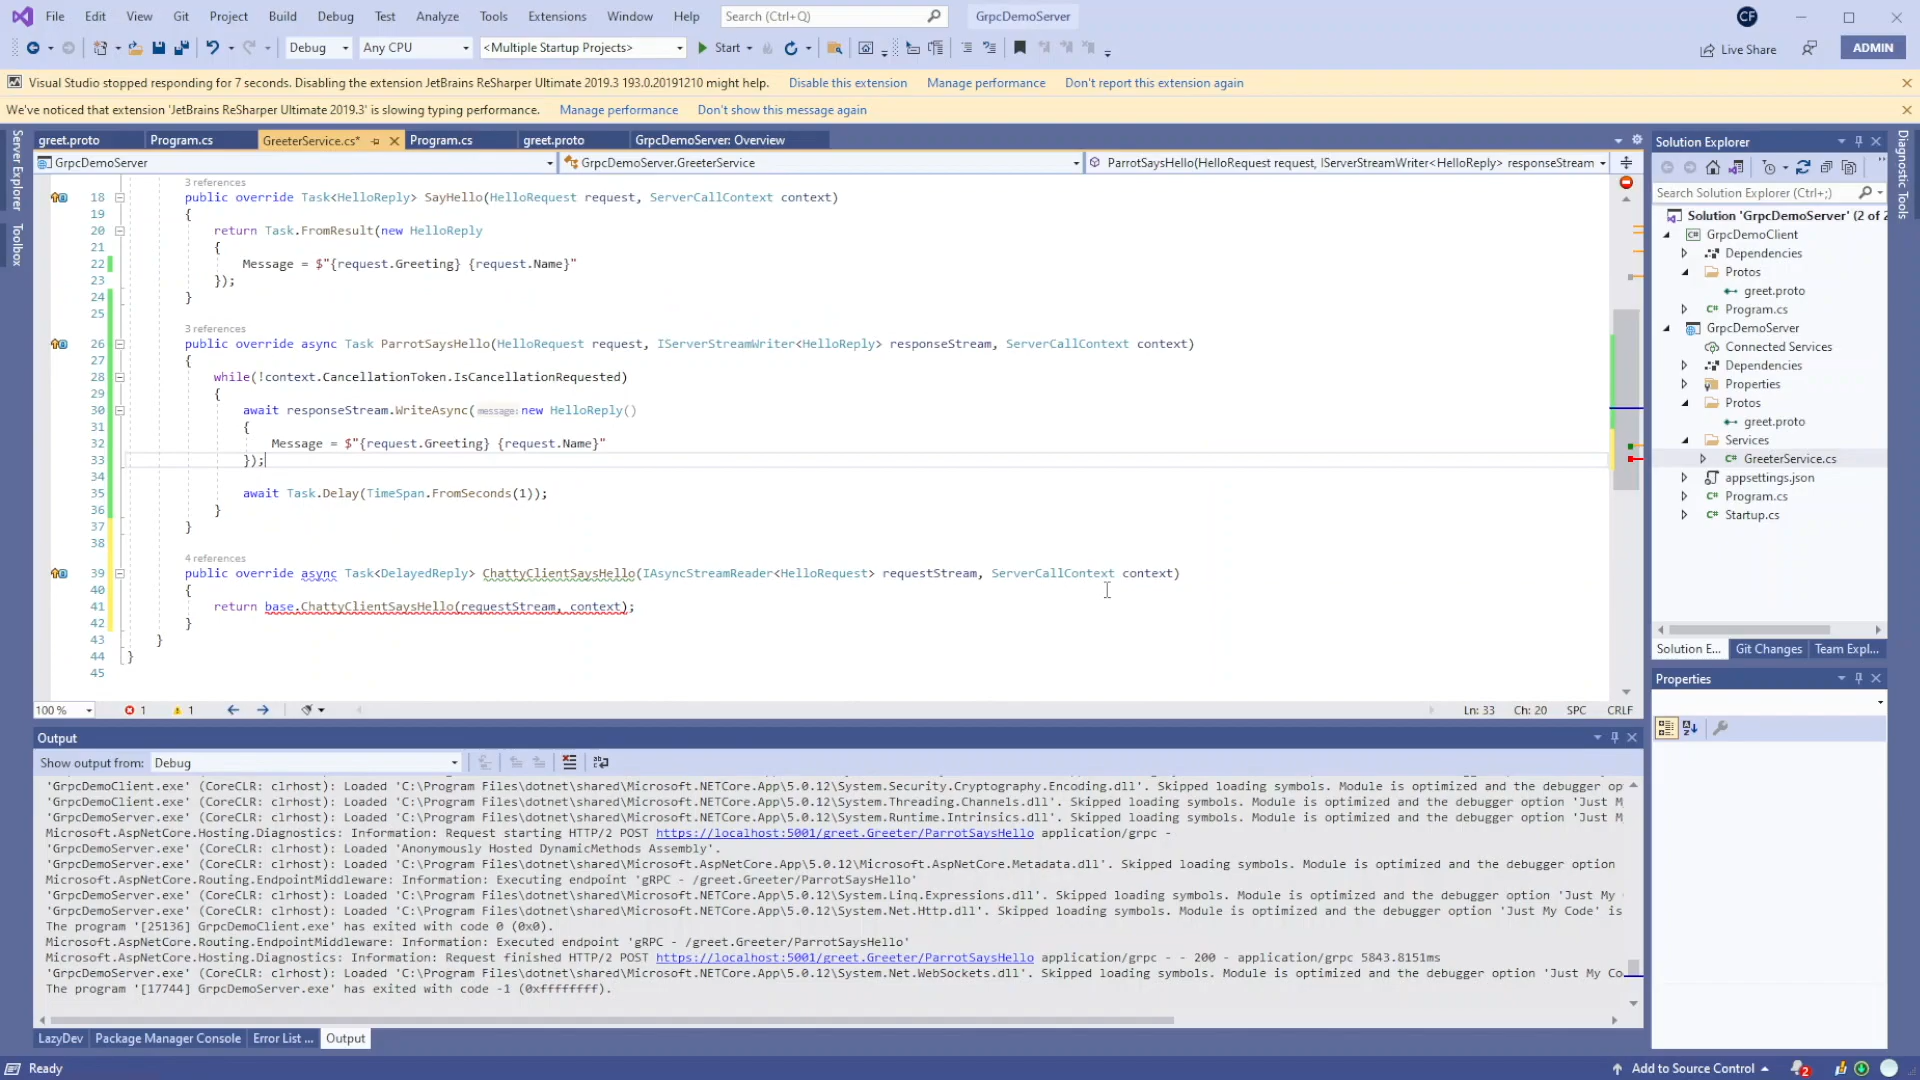 File Edit View Git Project Build Debug Test Analyze Tools Extensions Window Help Search (Ctrl+Q) GrpcDemoServer CF
Debug Any CPU <Multiple Startup Projects> Start Live Share ADMIN
Visual Studio stopped responding for 7 seconds. Disabling the extension JetBrains ReSharper Ultimate 2019.3 193.0.20191210 might help. Disable this extension Manage performance Don't report this extension again
We've noticed that extension 'JetBrains ReSharper Ultimate 2019.3' is slowing typing performance. Manage performance Don't show this message again
Server Explorer
Toolbox
greet.proto Program.cs GreeterService.cs* Program.cs greet.proto GrpcDemoServer: Overview
GrpcDemoServer GrpcDemoServer.GreeterService ParrotSaysHello(HelloRequest request, IServerStreamWriter<HelloReply> responseStream
3 references
18 public override Task<HelloReply> SayHello(HelloRequest request, ServerCallContext context)
19 {
20 return Task.FromResult(new HelloReply
21 {
22 Message = $"{request.Greeting} {request.Name}"
23 });
24 }
25
3 references
26 public override async Task ParrotSaysHello(HelloRequest request, IServerStreamWriter<HelloReply> responseStream, ServerCallContext context)
27 {
28 while(!context.CancellationToken.IsCancellationRequested)
29 {
30 await responseStream.WriteAsync(message:new HelloReply()
31 {
32 Message = $"{request.Greeting} {request.Name}"
33 });
34
35 await Task.Delay(TimeSpan.FromSeconds(1));
36 }
37 }
38
4 references
39 public override async Task<DelayedReply> ChattyClientSaysHello(IAsyncStreamReader<HelloRequest> requestStream, ServerCallContext context)
40 {
41 return base.ChattyClientSaysHello(requestStream, context);
42 }
43 }
44 }
45
100 % 1 1 Ln: 33 Ch: 20 SPC CRLF
Output
Show output from: Debug
'GrpcDemoClient.exe' (CoreCLR: clrhost): Loaded 'C:\Program Files\dotnet\shared\Microsoft.NETCore.App\5.0.12\System.Security.Cryptography.Encoding.dll'. Skipped loading symbols. Module is optimized and the debugger op
'GrpcDemoClient.exe' (CoreCLR: clrhost): Loaded 'C:\Program Files\dotnet\shared\Microsoft.NETCore.App\5.0.12\System.Threading.Channels.dll'. Skipped loading symbols. Module is optimized and the debugger option 'Just M
'GrpcDemoServer.exe' (CoreCLR: clrhost): Loaded 'C:\Program Files\dotnet\shared\Microsoft.NETCore.App\5.0.12\System.Runtime.Intrinsics.dll'. Skipped loading symbols. Module is optimized and the debugger option 'Just M
Microsoft.AspNetCore.Hosting.Diagnostics: Information: Request starting HTTP/2 POST https://localhost:5001/greet.Greeter/ParrotSaysHello application/grpc -
'GrpcDemoServer.exe' (CoreCLR: clrhost): Loaded 'Anonymously Hosted DynamicMethods Assembly'.
'GrpcDemoServer.exe' (CoreCLR: clrhost): Loaded 'C:\Program Files\dotnet\shared\Microsoft.AspNetCore.App\5.0.12\Microsoft.AspNetCore.Metadata.dll'. Skipped loading symbols. Module is optimized and the debugger option
Microsoft.AspNetCore.Routing.EndpointMiddleware: Information: Executing endpoint 'gRPC - /greet.Greeter/ParrotSaysHello'
'GrpcDemoServer.exe' (CoreCLR: clrhost): Loaded 'C:\Program Files\dotnet\shared\Microsoft.NETCore.App\5.0.12\System.Linq.Expressions.dll'. Skipped loading symbols. Module is optimized and the debugger option 'Just My
'GrpcDemoServer.exe' (CoreCLR: clrhost): Loaded 'C:\Program Files\dotnet\shared\Microsoft.NETCore.App\5.0.12\System.Net.Http.dll'. Skipped loading symbols. Module is optimized and the debugger option 'Just My Code' is
The program '[25136] GrpcDemoClient.exe' has exited with code 0 (0x0).
Microsoft.AspNetCore.Routing.EndpointMiddleware: Information: Executed endpoint 'gRPC - /greet.Greeter/ParrotSaysHello'
Microsoft.AspNetCore.Hosting.Diagnostics: Information: Request finished HTTP/2 POST https://localhost:5001/greet.Greeter/ParrotSaysHello application/grpc - - 200 - application/grpc 5843.8151ms
'GrpcDemoServer.exe' (CoreCLR: clrhost): Loaded 'C:\Program Files\dotnet\shared\Microsoft.NETCore.App\5.0.12\System.Net.WebSockets.dll'. Skipped loading symbols. Module is optimized and the debugger option 'Just My Co
The program '[17744] GrpcDemoServer.exe' has exited with code -1 (0xffffffff).
LazyDev Package Manager Console Error List ... Output
Solution Explorer
Search Solution Explorer (Ctrl+;)
Solution 'GrpcDemoServer' (2 of 2
GrpcDemoClient
Dependencies
Protos
greet.proto
Program.cs
GrpcDemoServer
Connected Services
Dependencies
Properties
Protos
greet.proto
Services
GreeterService.cs
appsettings.json
Program.cs
Startup.cs
Solution E... Git Changes Team Expl...
Properties
Diagnostic Tools
Ready Add to Source Control 2